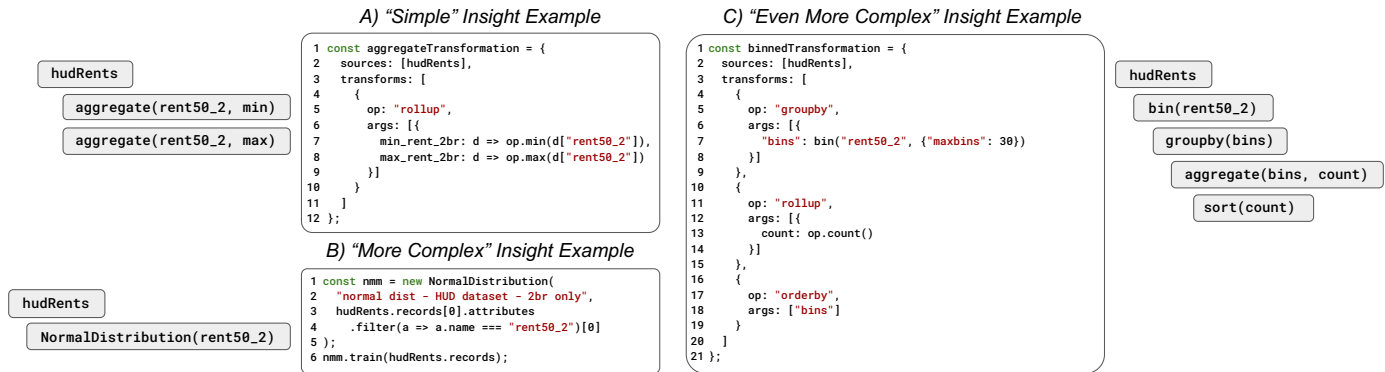 A) “Simple” Insight Example
hudRents
aggregate(rent50_2, min)
aggregate(rent50_2, max)
1 const aggregateTransformation = {
2 sources: [hudRents],
3 transforms: [
4 {
5 op: "rollup",
6 args: [{
7 min_rent_2br: d => op.min(d["rent50_2"]),
8 max_rent_2br: d => op.max(d["rent50_2"])
9 }]
10 }
11 ]
12 };
B) “More Complex” Insight Example
hudRents
NormalDistribution(rent50_2)
1 const nmm = new NormalDistribution(
2 "normal dist - HUD dataset - 2br only",
3 hudRents.records[0].attributes
4 .filter(a => a.name === "rent50_2")[0]
5 );
6 nmm.train(hudRents.records);
C) “Even More Complex” Insight Example
1 const binnedTransformation = {
2 sources: [hudRents],
3 transforms: [
4 {
5 op: "groupby",
6 args: [{
7 "bins": bin("rent50_2", {"maxbins": 30})
8 }]
9 },
10 {
11 op: "rollup",
12 args: [{
13 count: op.count()
14 }]
15 },
16 {
17 op: "orderby",
18 args: ["bins"]
19 }
20 ]
21 };
hudRents
bin(rent50_2)
groupby(bins)
aggregate(bins, count)
sort(count)